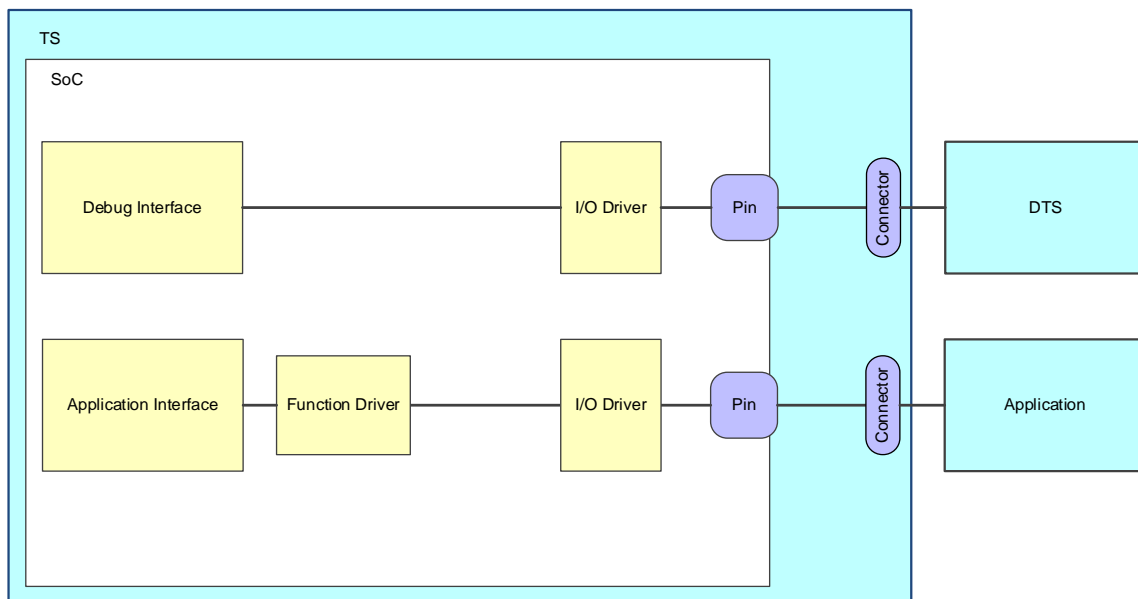 TS
SoC
Debug Interface
I/O Driver
Pin
Connector
DTS
Application Interface
Function Driver
I/O Driver
Pin
Connector
Application